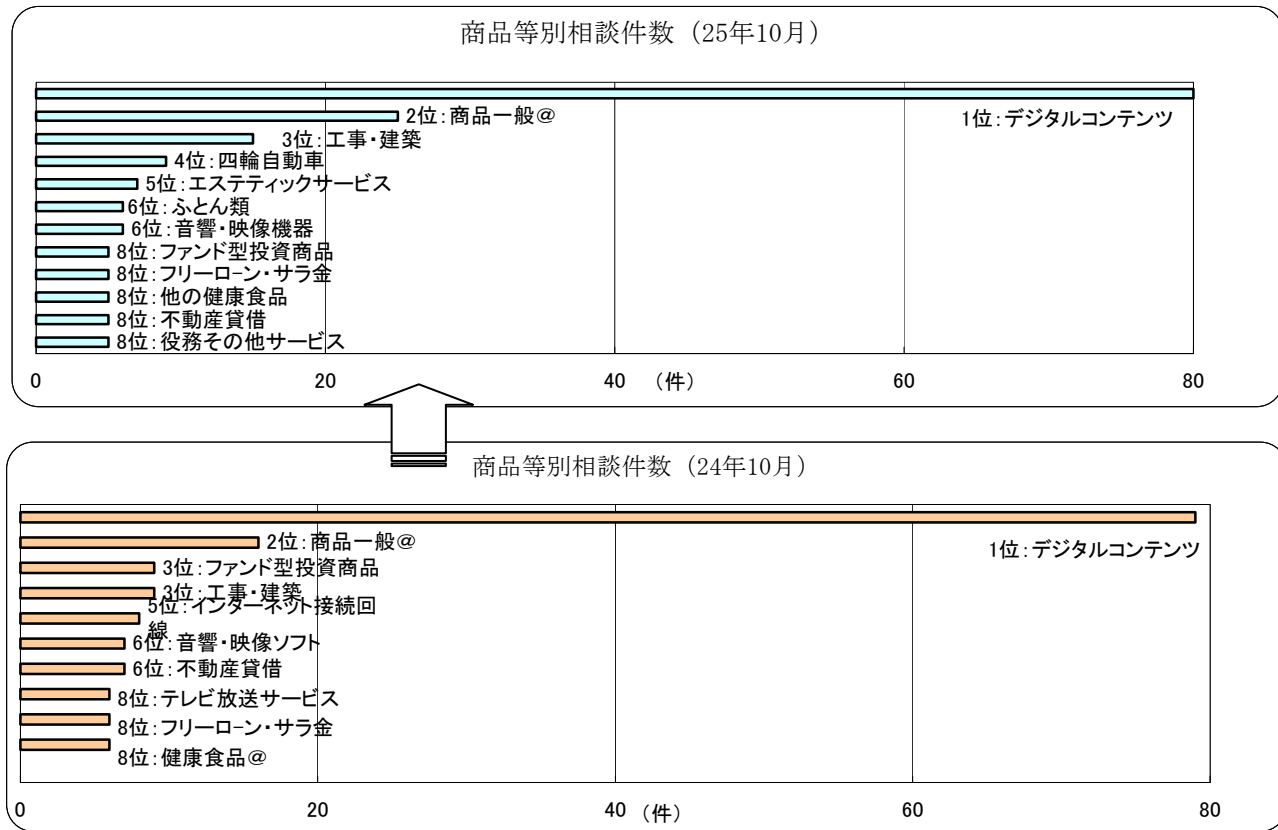 商品等別相談件数（25年10月）
1位：デジタルコンテンツ
2位：商品一般＠
3位：工事・建築
4位：四輪自動車
5位：エステティックサービス
6位：ふとん類
6位：音響・映像機器
8位：ファンド型投資商品
8位：フリーローン・サラ金
8位：他の健康食品
8位：不動産貸借
8位：役務その他サービス
0 20 40 （件） 60 80
商品等別相談件数（24年10月）
1位：デジタルコンテンツ
2位：商品一般＠
3位：ファンド型投資商品
3位：工事・建築
5位：インターネット接続回
線
6位：音響・映像ソフト
6位：不動産貸借
8位：テレビ放送サービス
8位：フリーローン・サラ金
8位：健康食品＠
0 20 40 （件） 60 80